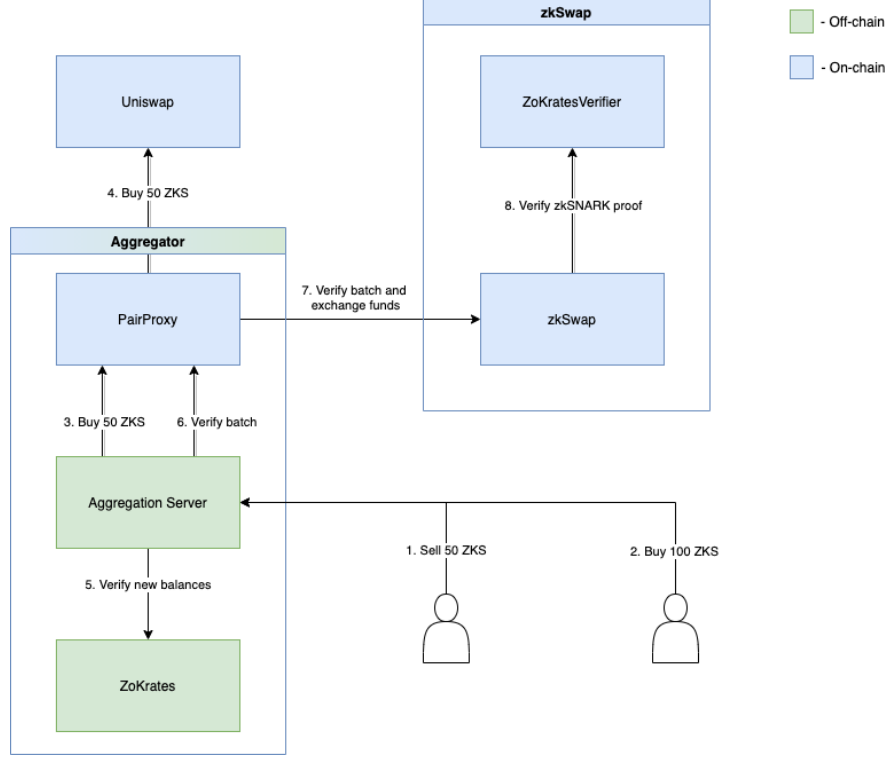 zkSwap
- Off-chain
- On-chain
Uniswap
ZoKratesVerifier
4. Buy 50 ZKS
8. Verify zkSNARK proof
Aggregator
7. Verify batch and
exchange funds
PairProxy
zkSwap
3. Buy 50 ZKS
6. Verify batch
Aggregation Server
1. Sell 50 ZKS
2. Buy 100 ZKS
5. Verify new balances
ZoKrates